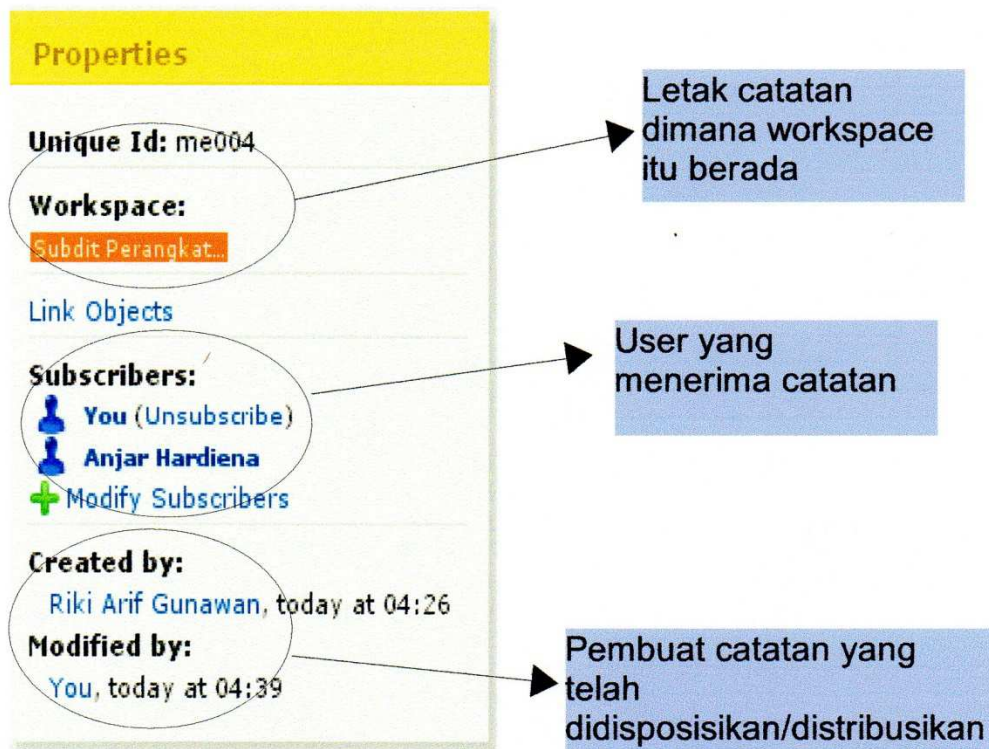 Properties
Unique Id: me004
Workspace:
Subdit Perangkat...
Link Objects
Subscribers:
You (Unsubscribe)
Anjar Hardiena
Modify Subscribers
Created by:
Riki Arif Gunawan, today at 04:26
Modified by:
You, today at 04:39
Letak catatan
dimana workspace
itu berada
User yang
menerima catatan
Pembuat catatan yang
telah
didisposisikan/distribusikan